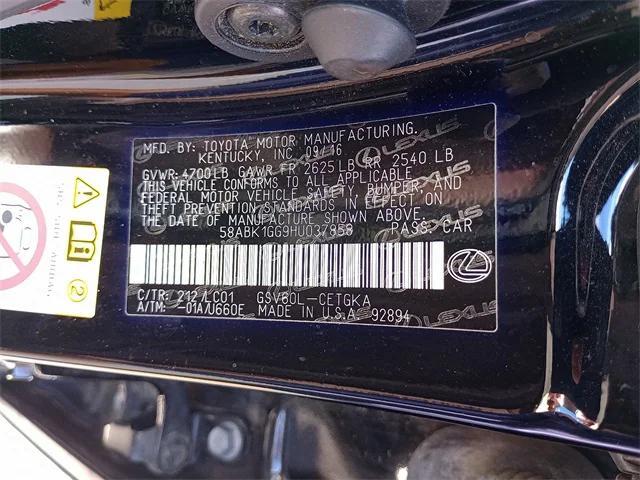 MFD. BY: TOYOTA MOTOR MANUFACTURING,
KENTUCKY, INC 09/16
GVWR: 4700LB GAWR FR 2625LB RR 2540 LB
THIS VEHICLE CONFORMS TO ALL APPLICABLE
FEDERAL MOTOR VEHICLE SAFETY, BUMPER, AND
THEFT PREVENTION STANDARDS IN EFFECT ON
THE DATE OF MANUFACTURE SHOWN ABOVE.
58ABK1GG9HU037858 PASS. CAR
C/TR: 212/LC01 GSV60L-CETGKA
A/TM: -01A/U660E MADE IN U.S.A. 92894
LEXUS